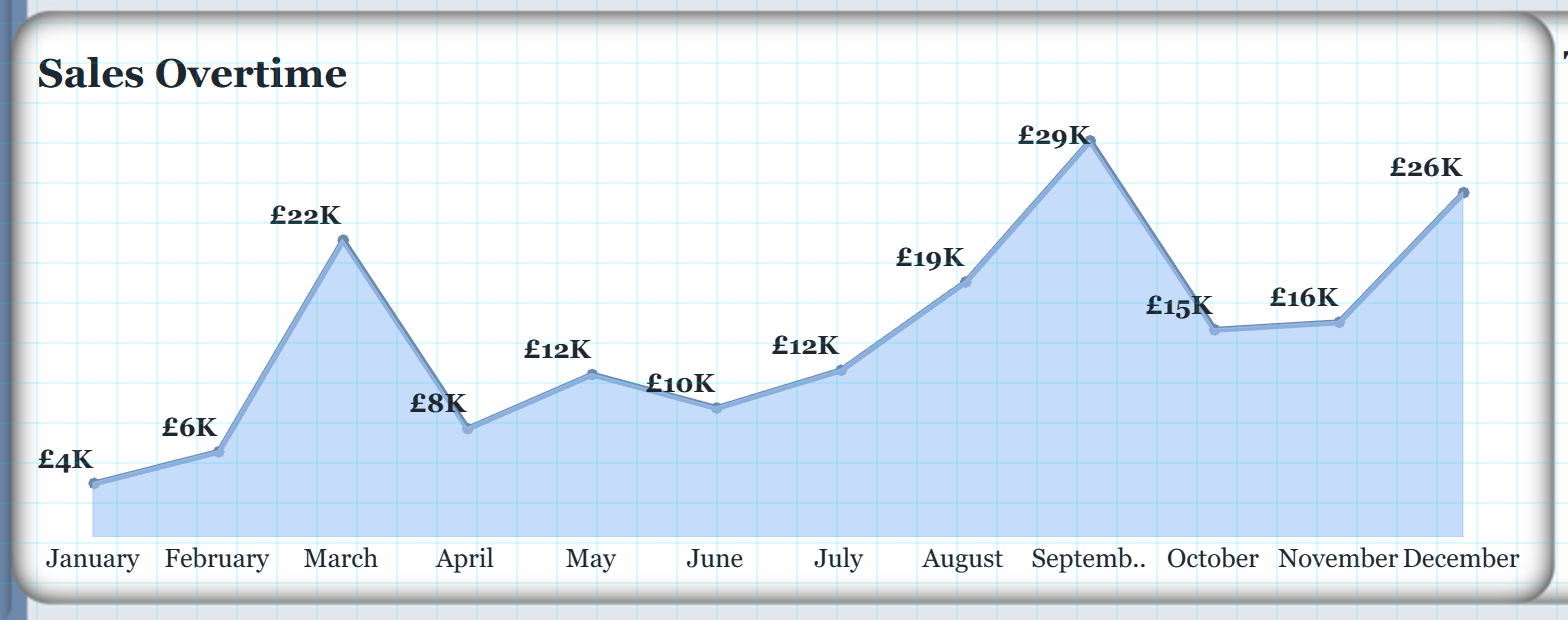 Sales Overtime
£29K
£26K
£22K
£19K
£16K
£15K
£12K
£12K
£10K
£8K
£6K
£4K
January February March April May June July August Septemb.. October November December